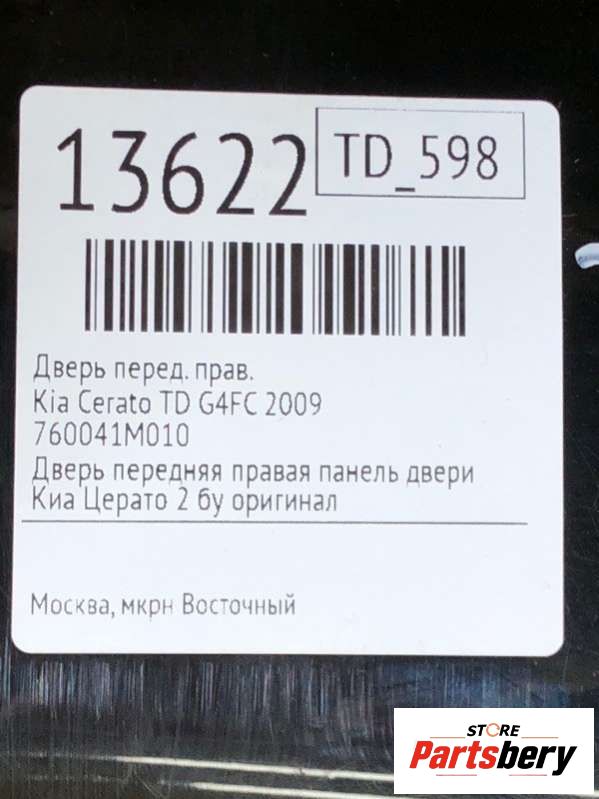 13622
TD_598
Дверь перед. прав.
Kia Cerato TD G4FC 2009
760041M010
Дверь передняя правая панель двери
Киа Церато 2 бу оригинал
Москва, мкрн Восточный
STORE
Partsbery